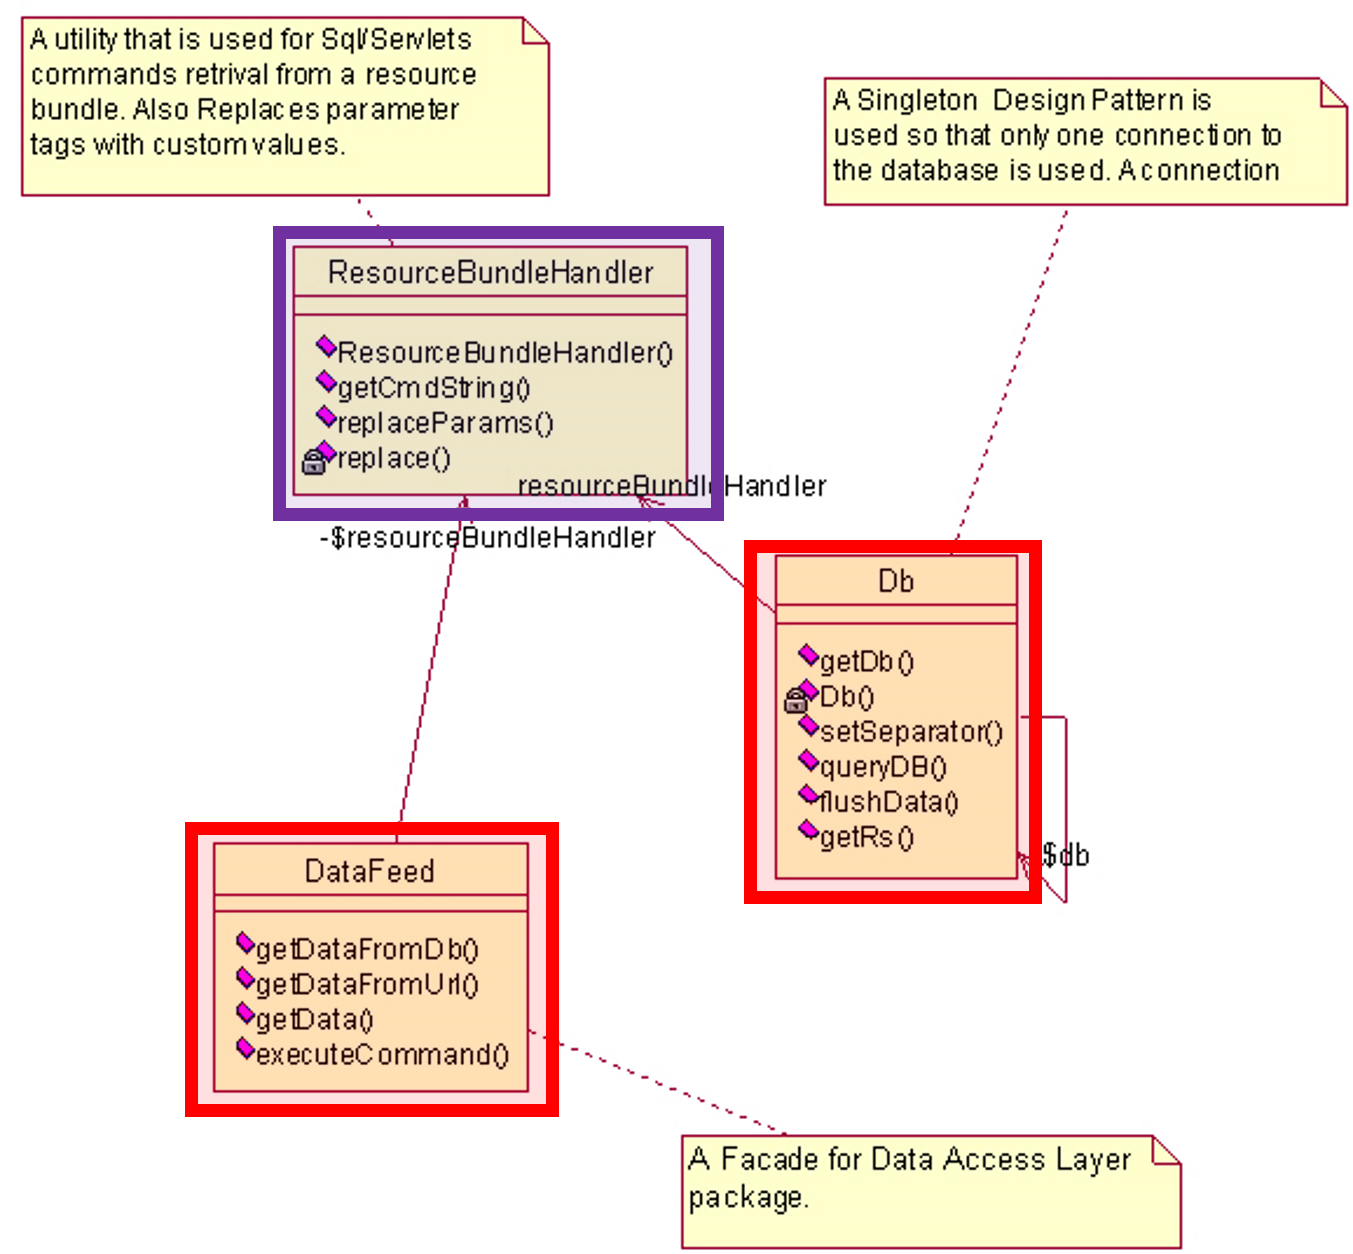 A utility that is used for Sql/Servlets
commands retrival from a resource
bundle. Also Replaces parameter
tags with custom values.
A Singleton Design Pattern is
used so that only one connection to
the database is used. A connection
ResourceBundleHandler
ResourceBundleHandler()
getCmdString()
replaceParams()
replace()
resourceBundleHandler
-$resourceBundleHandler
Db
getDb()
Db()
setSeparator()
queryDB()
flushData()
getRs()
$db
DataFeed
getDataFromDb()
getDataFromUrl()
getData()
executeCommand()
A Facade for Data Access Layer
package.